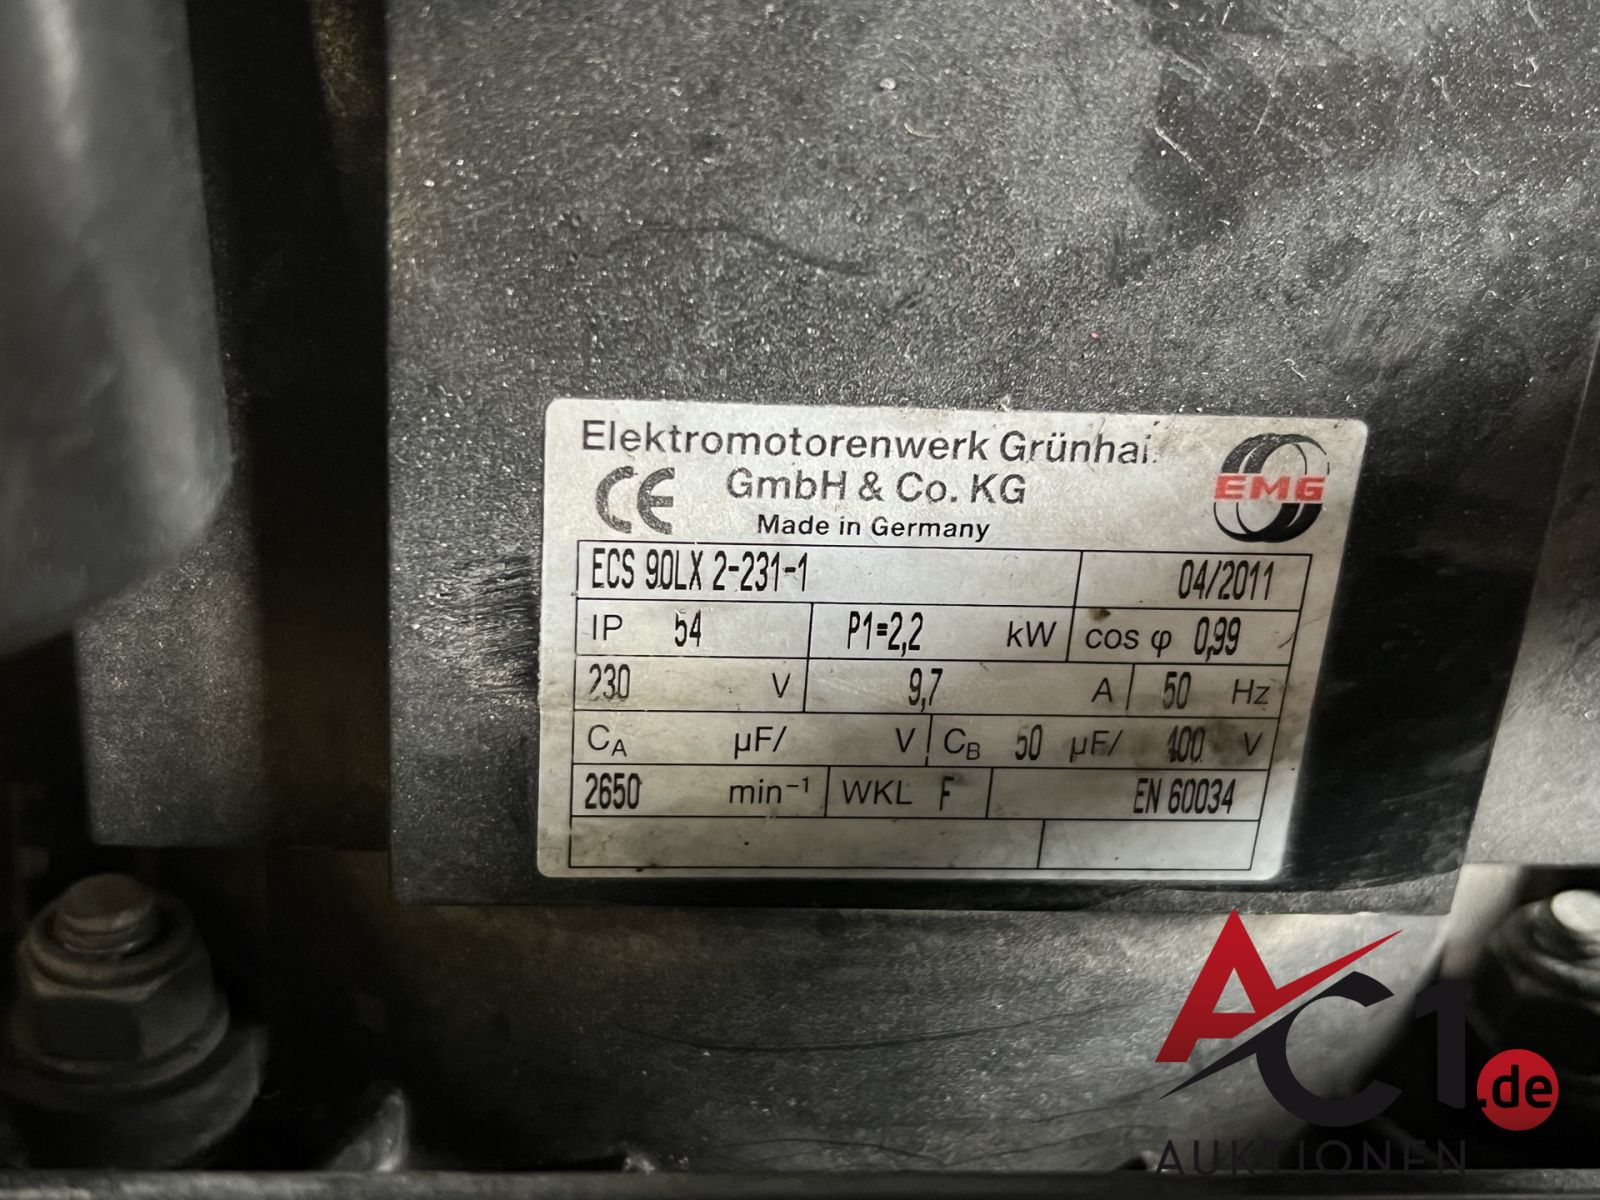 Elektromotorenwerk Grünhai
GmbH & Co. KG
CE
Made in Germany
EMG
ECS 90LX 2-231-1 04/2011
IP 54 P1=2,2 kW cos φ 0,99
230 V 9,7 A 50 Hz
CA µF/ V CB 50 µF/ 400 V
2650 min⁻¹ WKL F EN 60034
AC1.de
AUKTIONEN